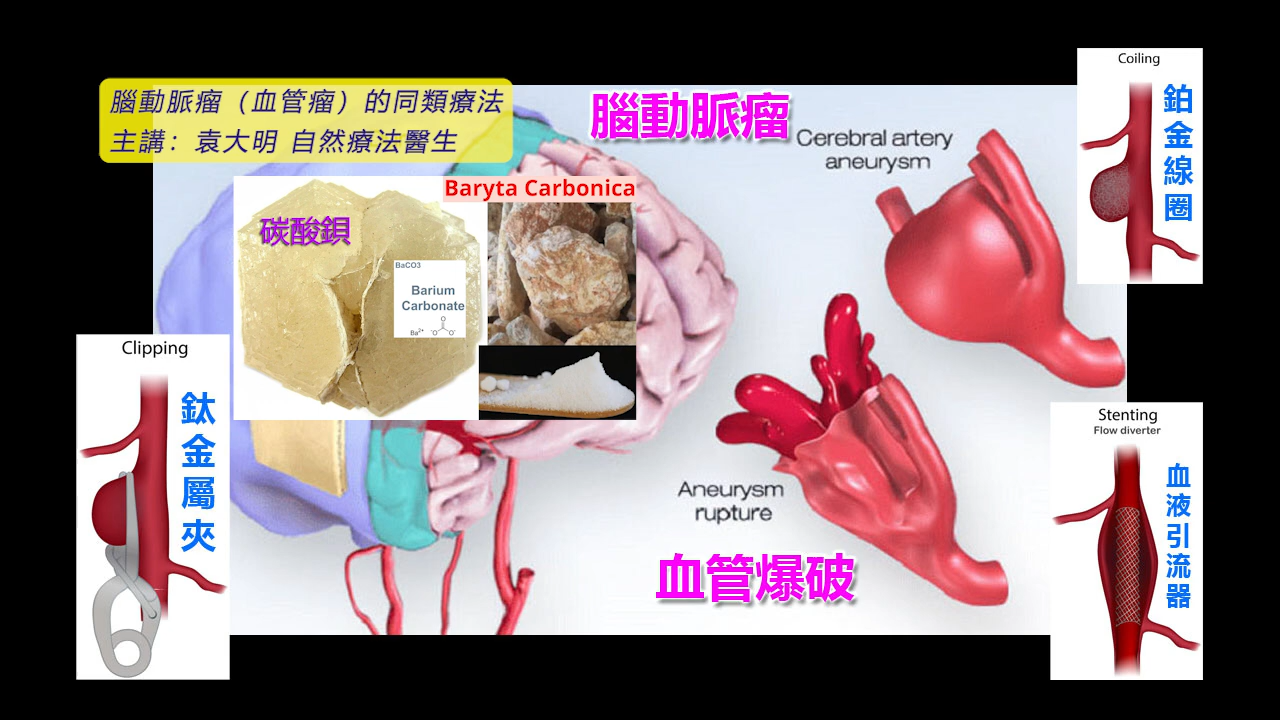 腦動脈瘤（血管瘤）的同類療法
主講：袁大明 自然療法醫生
腦動脈瘤
Cerebral artery
aneurysm
Coiling
鉑金線圈
Baryta Carbonica
碳酸鋇
BaCO3
Barium
Carbonate
Ba2+ -O O O-
Clipping
鈦金屬夾
Aneurysm
rupture
血管爆破
Stenting
Flow diverter
血液引流器